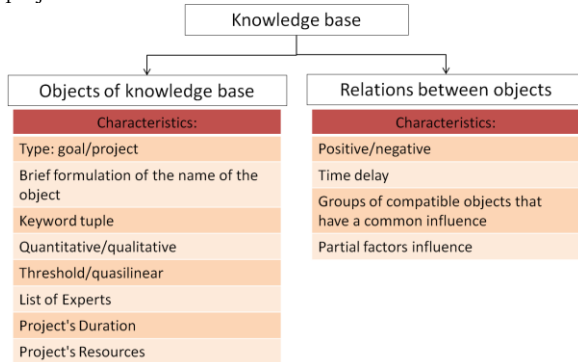 Knowledge base
Objects of knowledge base
Characteristics:
Type: goal/project
Brief formulation of the name of the
object
Keyword tuple
Quantitative/qualitative
Threshold/quasilinear
List of Experts
Project's Duration
Project's Resources
Relations between objects
Characteristics:
Positive/negative
Time delay
Groups of compatible objects that
have a common influence
Partial factors influence